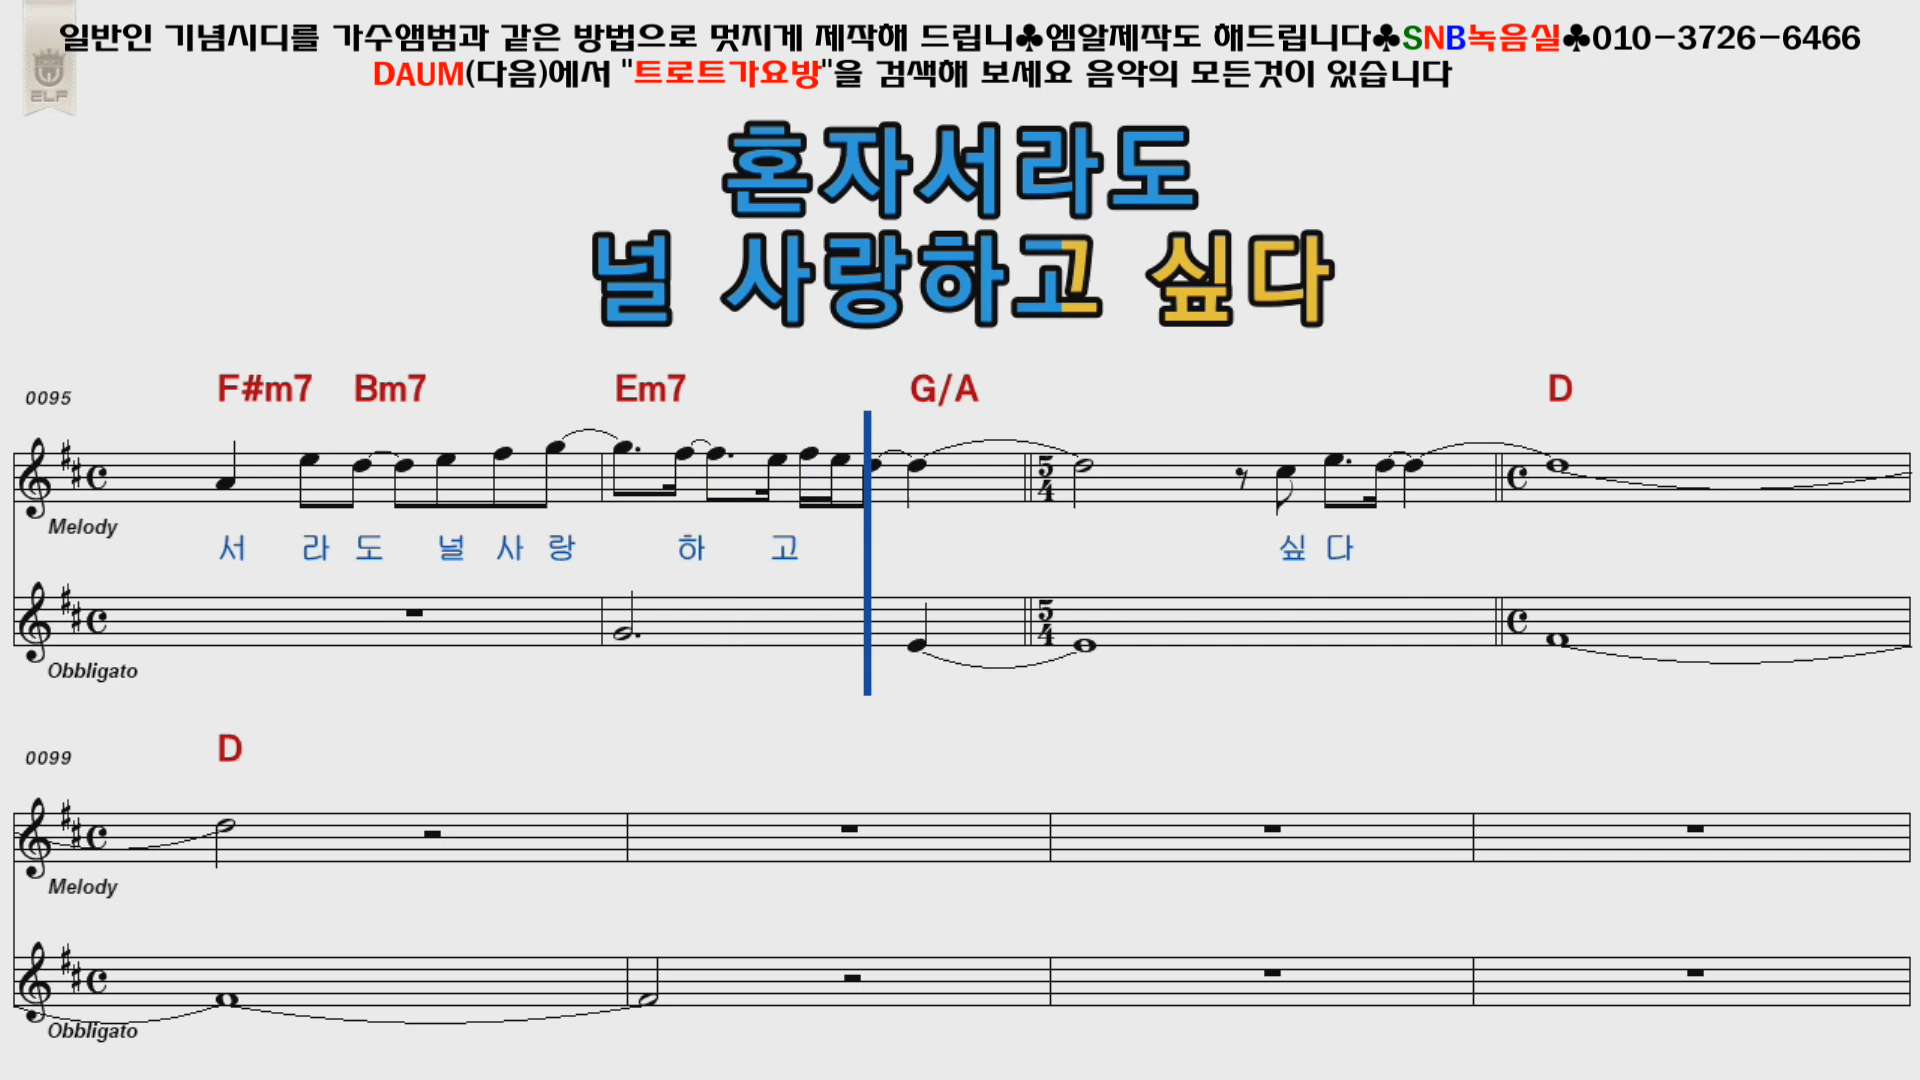 일반인 기념시디를 가수앰범과 같은 방법으로 멋지게 제작해 드립니♣엠알제작도 해드립니다♣SNB녹음실♣010-3726-6466
ELF
DAUM(다음)에서 "트로트가요방"을 검색해 보세요 음악의 모든것이 있습니다
혼자서라도
널 사랑하고 싶다
0095 F#m7 Bm7 Em7 G/A D
5 4
Melody
서 라 도 널 사 랑 하 고 싶 다
5 4
Obbligato
0099 D
Melody
Obbligato